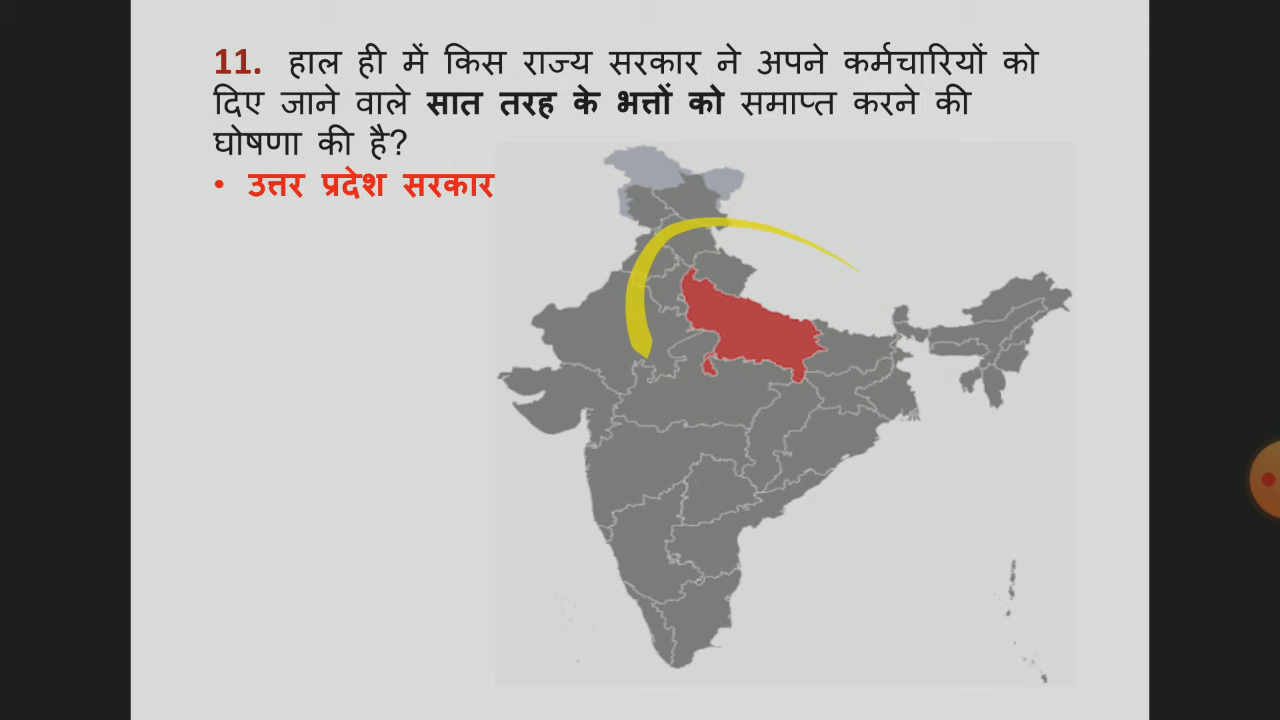 11. हाल ही में किस राज्य सरकार ने अपने कर्मचारियों को
दिए जाने वाले सात तरह के भत्तों को समाप्त करने की
घोषणा की है?
• उत्तर प्रदेश सरकार